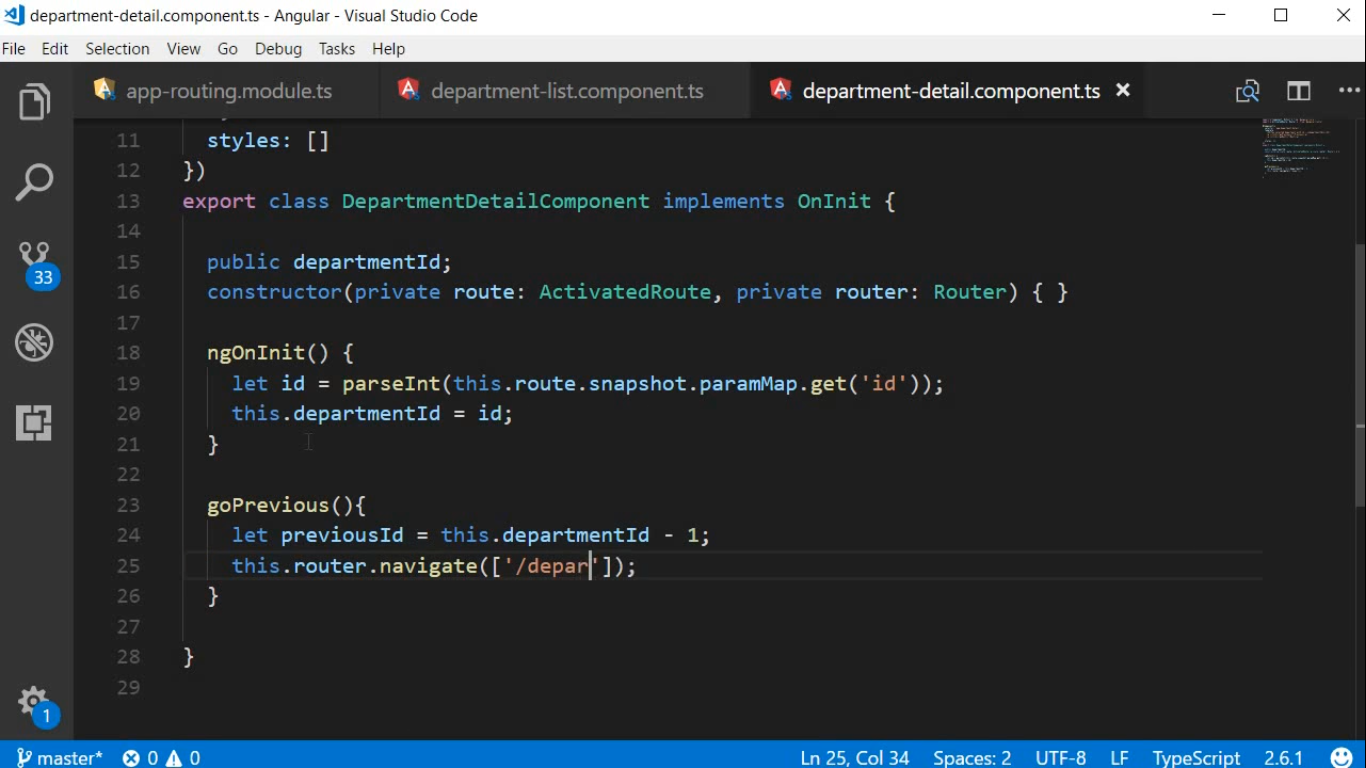 department-detail.component.ts - Angular - Visual Studio Code
File Edit Selection View Go Debug Tasks Help
app-routing.module.ts department-list.component.ts department-detail.component.ts
11 styles: []
12 })
13 export class DepartmentDetailComponent implements OnInit {
14
15 public departmentId;
16 constructor(private route: ActivatedRoute, private router: Router) { }
17
18 ngOnInit() {
19 let id = parseInt(this.route.snapshot.paramMap.get('id'));
20 this.departmentId = id;
21 }
22
23 goPrevious(){
24 let previousId = this.departmentId - 1;
25 this.router.navigate(['/depar']);
26 }
27
28 }
29
33
1
master* 0 0 Ln 25, Col 34 Spaces: 2 UTF-8 LF TypeScript 2.6.1